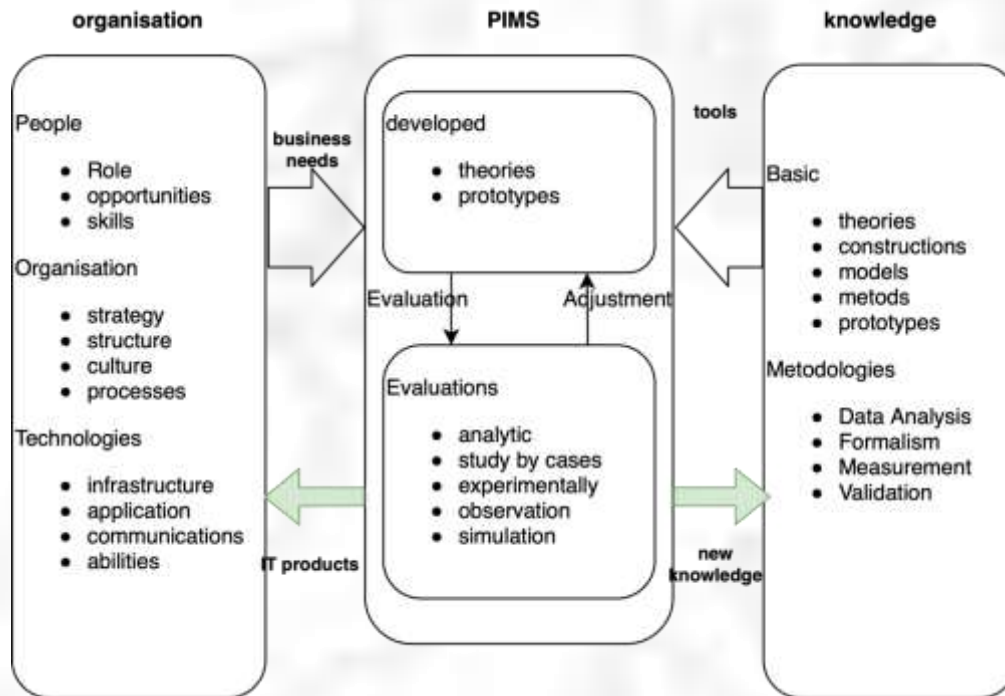 organisation
PIMS
knowledge
People
• Role
• opportunities
• skills
Organisation
• strategy
• structure
• culture
• processes
Technologies
• infrastructure
• application
• communications
• abilities
business
needs
IT products
developed
• theories
• prototypes
Evaluation
Adjustment
Evaluations
• analytic
• study by cases
• experimentally
• observation
• simulation
tools
new
knowledge
Basic
• theories
• constructions
• models
• metods
• prototypes
Metodologies
• Data Analysis
• Formalism
• Measurement
• Validation